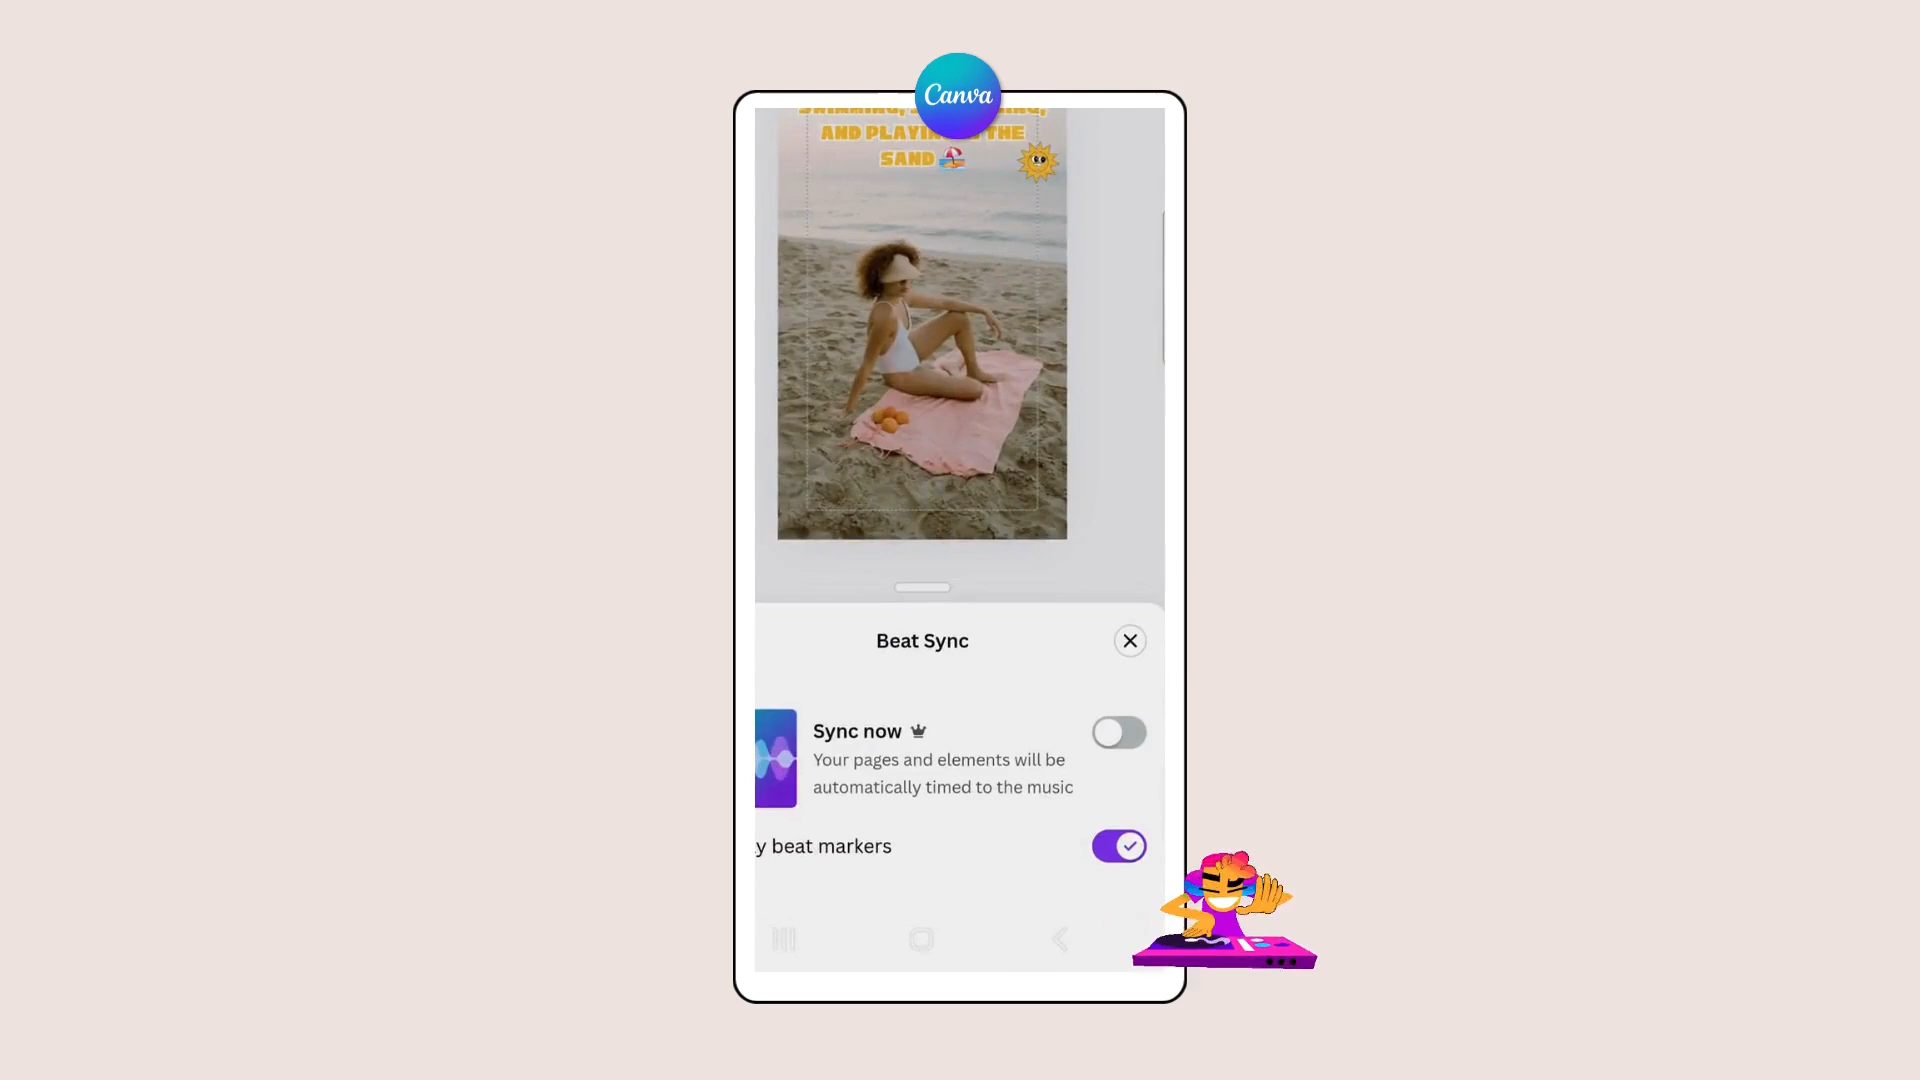 Canva
AND THE
SAND
Beat Sync
Sync now
Your pages and elements will be
automatically timed to the music
beat markers